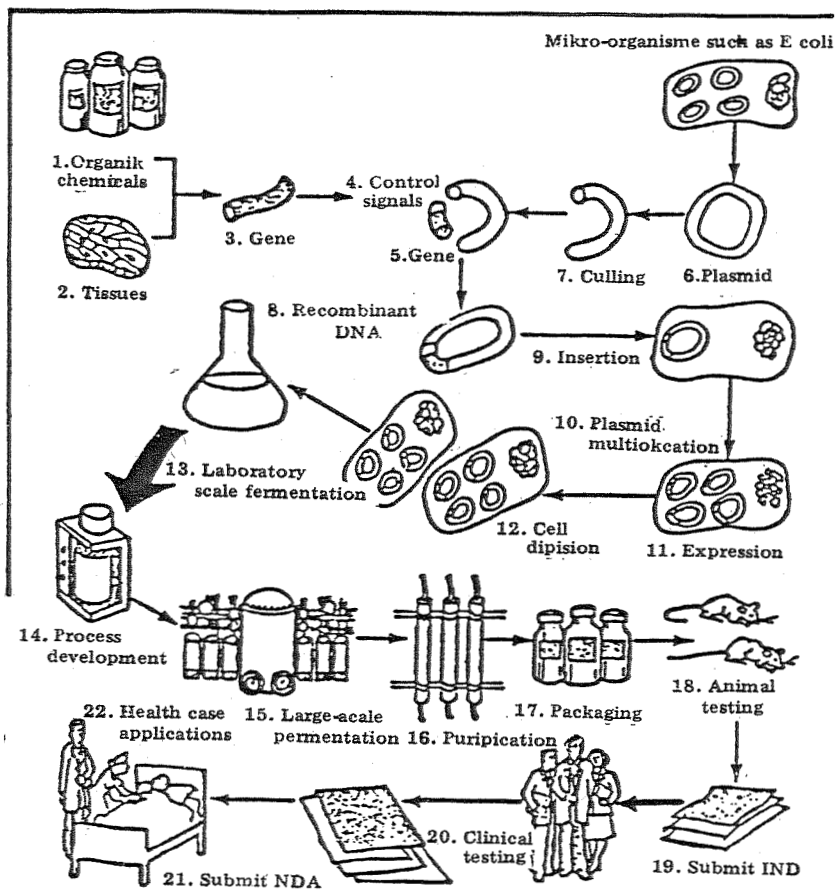 Mikro-organisme such as E coli
1. Organik
chemicals
2. Tissues
3. Gene
4. Control
signals
5. Gene
7. Culling
6. Plasmid
8. Recombinant
DNA
9. Insertion
10. Plasmid
multiokcation
11. Expression
12. Cell
dipision
13. Laboratory
scale fermentation
14. Process
development
15. Large-acale
permentation
16. Puripication
17. Packaging
18. Animal
testing
19. Submit IND
20. Clinical
testing
21. Submit NDA
22. Health case
applications